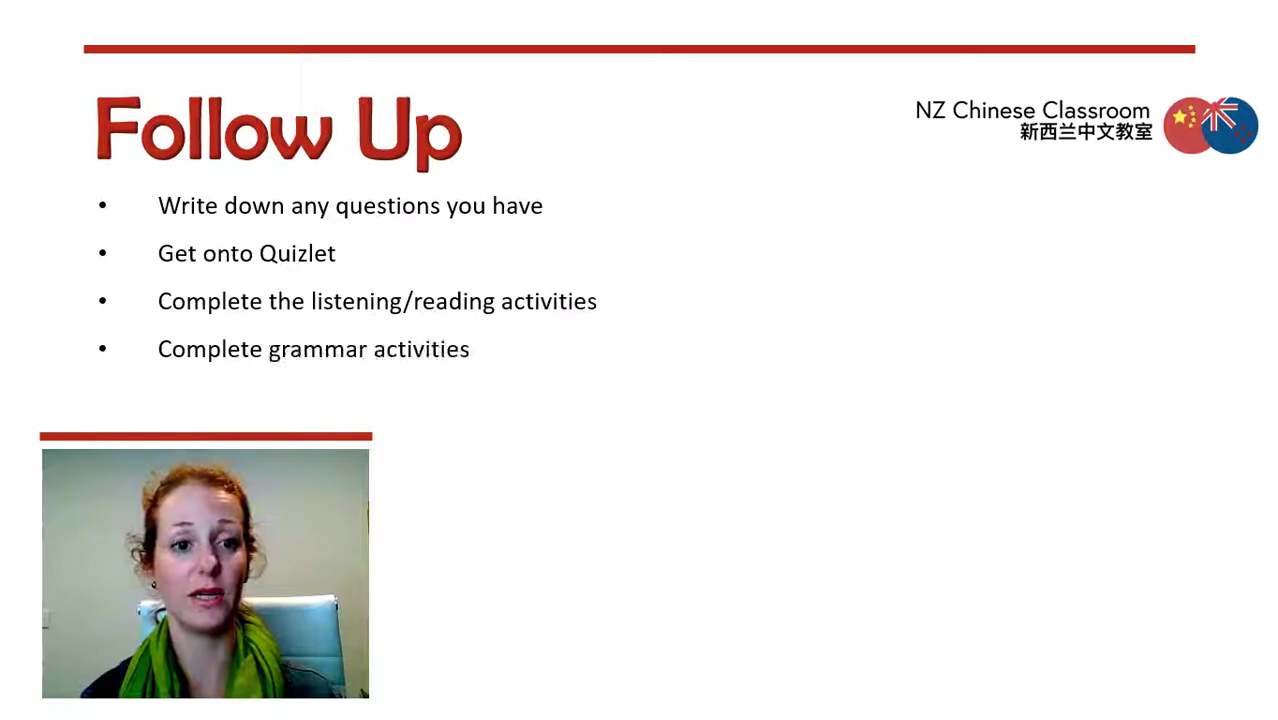 Follow Up
NZ Chinese Classroom
新西兰中文教室
• Write down any questions you have
• Get onto Quizlet
• Complete the listening/reading activities
• Complete grammar activities